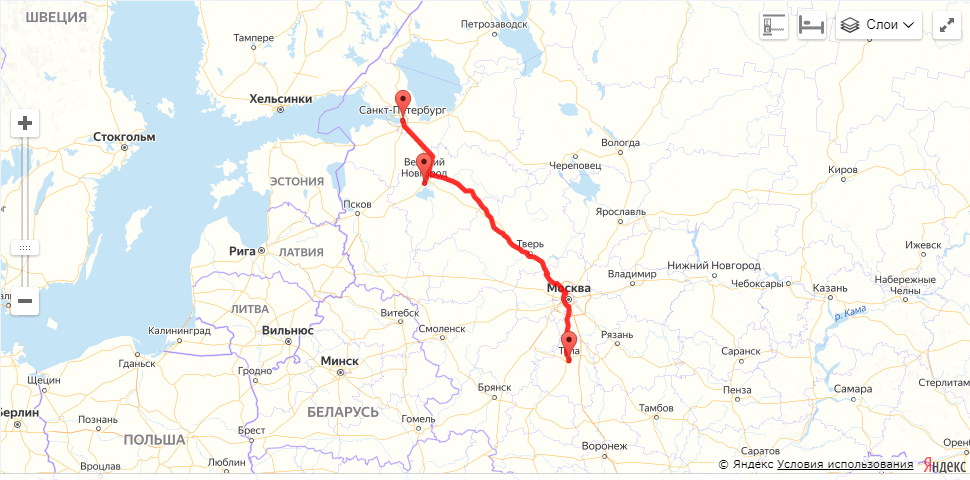 ШВЕЦИЯ
Петрозаводск
Слои
Тампере
Хельсинки
Санкт-Петербург
Стокгольм
Вологда
Великий
Новгород
Череповец
Киров
ЭСТОНИЯ
Псков
Ярославль
Рига
ЛАТВИЯ
Тверь
Ижевск
Нижний Новгород
Владимир
Чебоксары
Казань
Набережные
Челны
Москва
ЛИТВА
р. Кама
Витебск
Калининград
Вильнюс
Смоленск
Рязань
Тула
Саранск
Гданьск
Минск
Гродно
Щецин
Брянск
Пенза
Самара
Стерлитам
Берлин
БЕЛАРУСЬ
Тамбов
Познань
Гомель
Брест
ПОЛЬША
Воронеж
Саратов
Орен
Вроцлав
Люблин
© Яндекс Условия использования
Яндекс